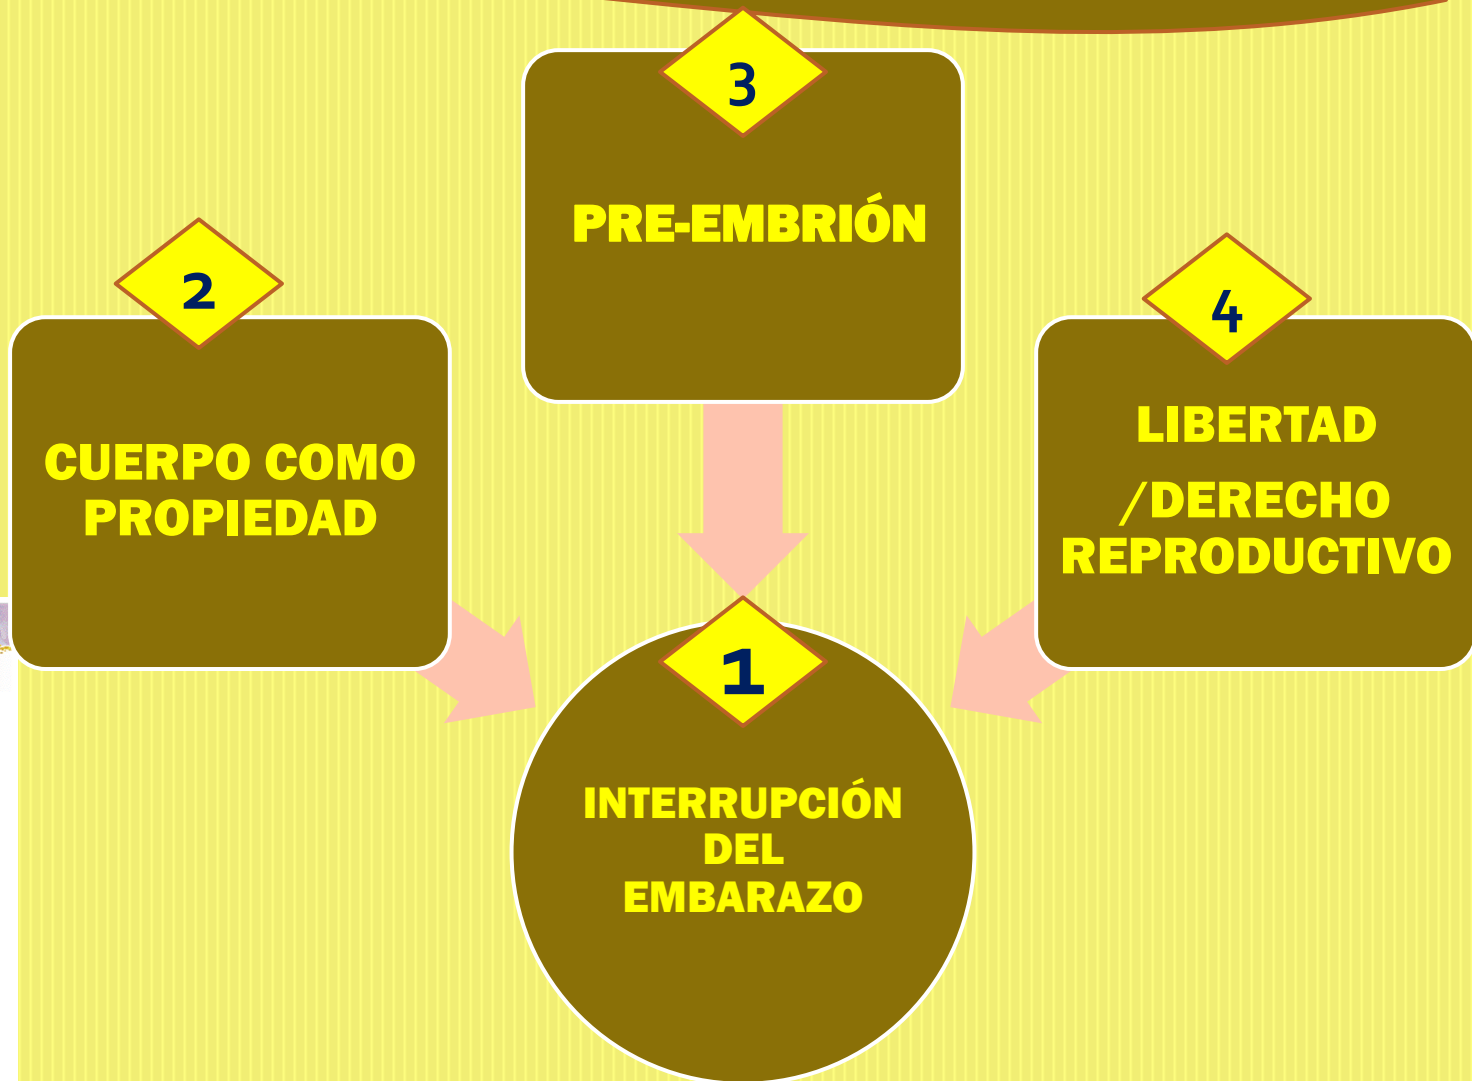 3
PRE-EMBRIÓN
2
CUERPO COMO
PROPIEDAD
4
LIBERTAD
/DERECHO
REPRODUCTIVO
1
INTERRUPCIÓN
DEL
EMBARAZO